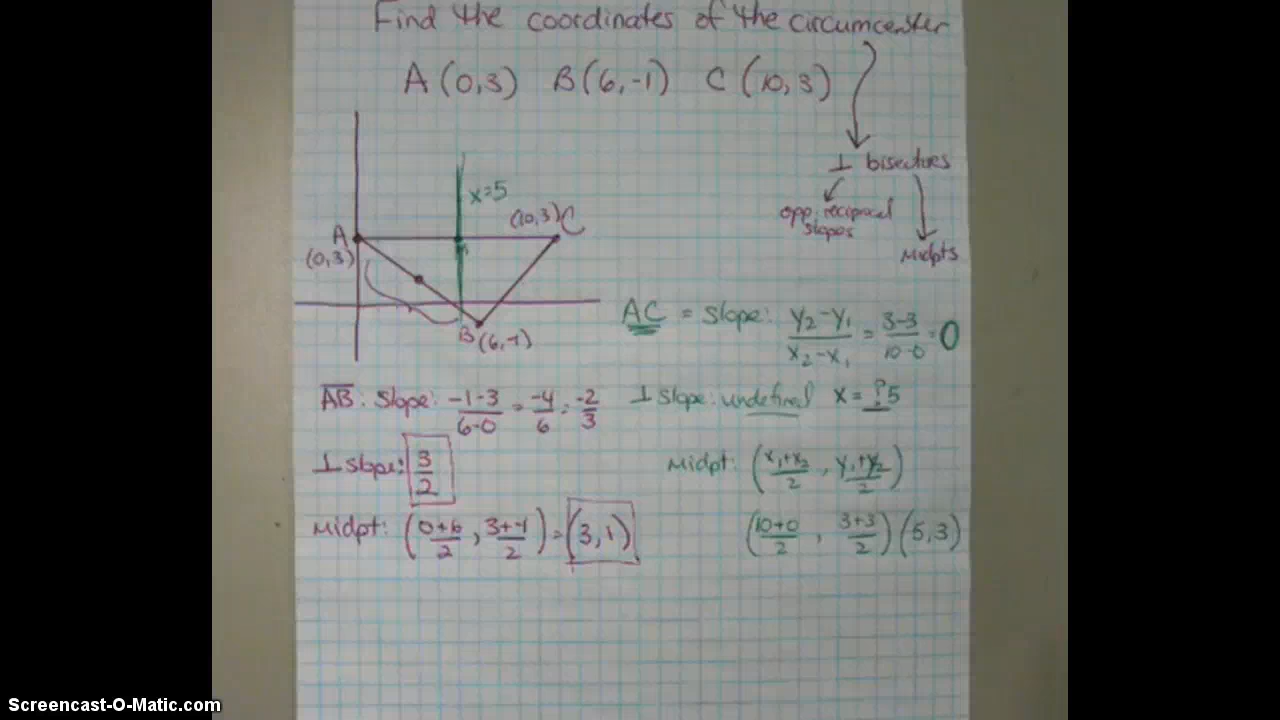 Find the coordinates of the circumcenter
A (0,3) B(6,-1) C (10,3)
⊥ bisectors
opp. reciprocal
slopes
midpts
x=5
(10,3) C
A
(0,3)
B (6,-1)
AC = slope: y₂-y₁/x₂-x₁ = 3-3/10-0 = 0
AB: slope: -1-3/6-0 = -4/6 = -2/3
⊥ slope: undefined x = ? 5
⊥ slope: 3/2
midpt: (x₁+x₂/2, y₁+y₂/2)
midpt: (0+6/2, 3+-1/2) = (3,1)
(10+0/2, 3+3/2) (5,3)
Screencast-O-Matic.com